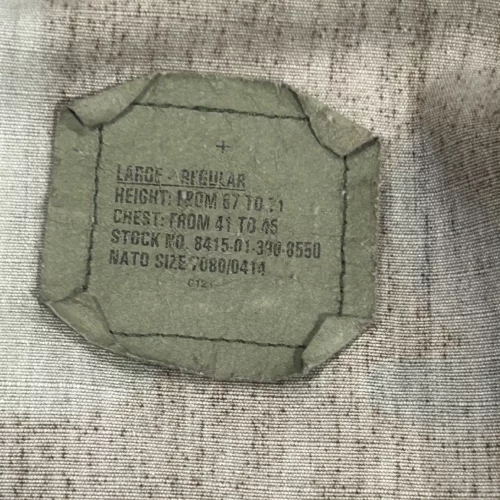 +
LARGE - REGULAR
HEIGHT: FROM 67 TO 71
CHEST: FROM 41 TO 45
STOCK NO. 8415-01-390-8550
NATO SIZE 7080/0414